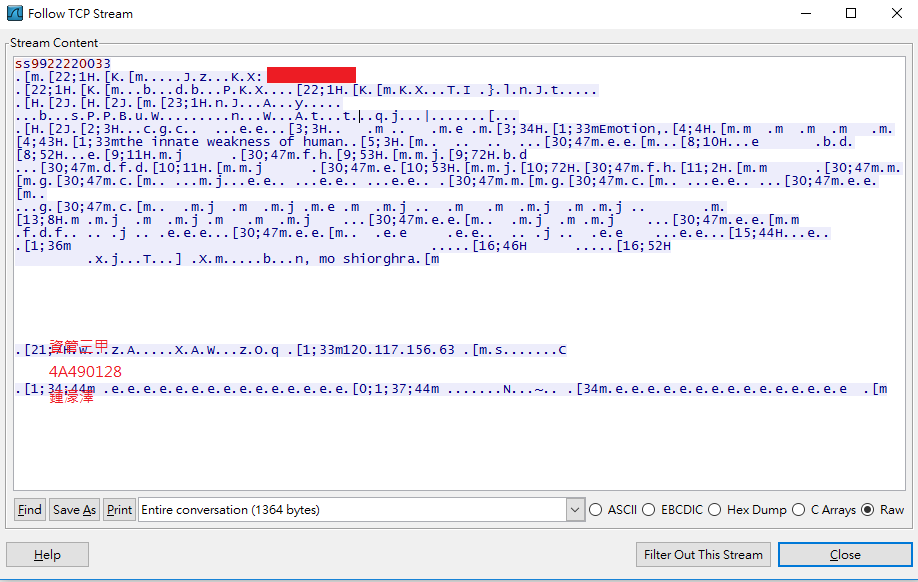 Follow TCP Stream
Stream Content
ss9922220033
.[m.[22;1H.[K.[m.....J.z...K.X:
.[22;1H.[K.[m...b...d.b...P.K.X....[22;1H.[K.[m.K.X...T.I .}.l.n.J.t.....
.[H.[2J.[H.[2J.[m.[23;1H.n.J...A...y.....
...b...s.P.P.B.u.W.........n...W...A.t...t.|..q.j...|.......[...
.[H.[2J.[2;3H...c.g.c.. ...e.e...[3;3H.. .m .. .m.e .m.[3;34H.[1;33mEmotion,.[4;4H.[m.m .m .m .m .m.
[4;43H.[1;33mthe innate weakness of human..[5;3H.[m.. .. .. ...[30;47m.e.e.[m...[8;10H...e .b.d.
[8;52H...e.[9;11H.m.j .[30;47m.f.h.[9;53H.[m.m.j.[9;72H.b.d
...[30;47m.d.f.d.[10;11H.[m.m.j .[30;47m.e.[10;53H.[m.m.j.[10;72H.[30;47m.f.h.[11;2H.[m.m .[30;47m.m.
[m.g.[30;47m.c.[m.. ...m.j...e.e.. ...e.e.. ...e.e.. .[30;47m.m.[m.g.[30;47m.c.[m.. ...e.e.. ...[30;47m.e.e.
[m..
...g.[30;47m.c.[m.. .m.j .m .m.j .m.e .m .m.j .. .m .m .m.j .m .m.j .. .m.
[13;8H.m .m.j .m .m.j .m .m .m.j ...[30;47m.e.e.[m.. .m.j .m .m.j ...[30;47m.e.e.[m.m
.f.d.f.. .. .j .. .e.e.e...[30;47m.e.e.[m.. .e.e .e.e .. .j .. .e.e ...e.e...[15;44H...e..
.[1;36m .....[16;46H .....[16;52H
.x.j...T...] .X.m.....b...n, mo shiorghra.[m
資管三甲
.[21; z.A.....X.A.W...z.O.q .[1;33m120.117.156.63 .[m.s.......C
4A490128
.[1;34;44m .e.e.e.e.e.e.e.e.e.e.e.e.e.e.e.e.e.e.[0;1;37;44m .......N...~.. .[34m.e.e.e.e.e.e.e.e.e.e.e.e.e.e.e.e.e.e .[m
Find Save As Print Entire conversation (1364 bytes) ASCII EBCDIC Hex Dump C Arrays Raw
Help Filter Out This Stream Close